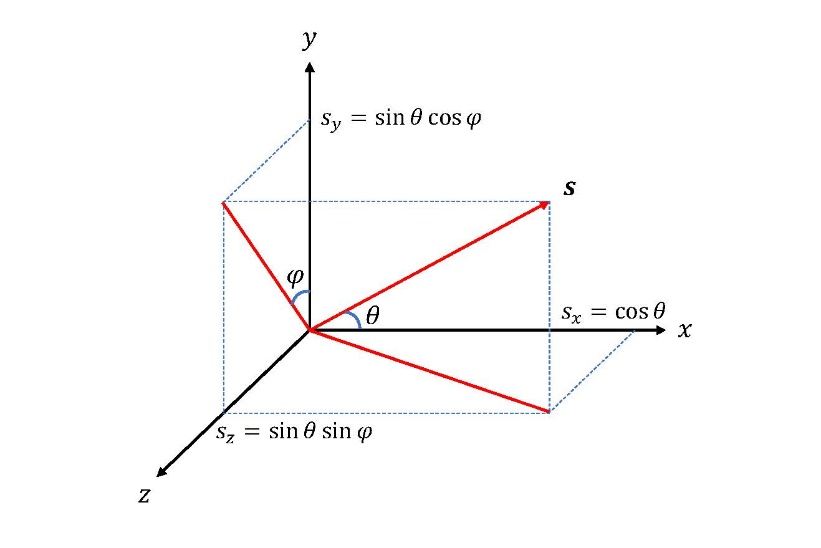 y
s_y = sin θ cos φ
s
φ
θ
s_x = cos θ
x
s_z = sin θ sin φ
z